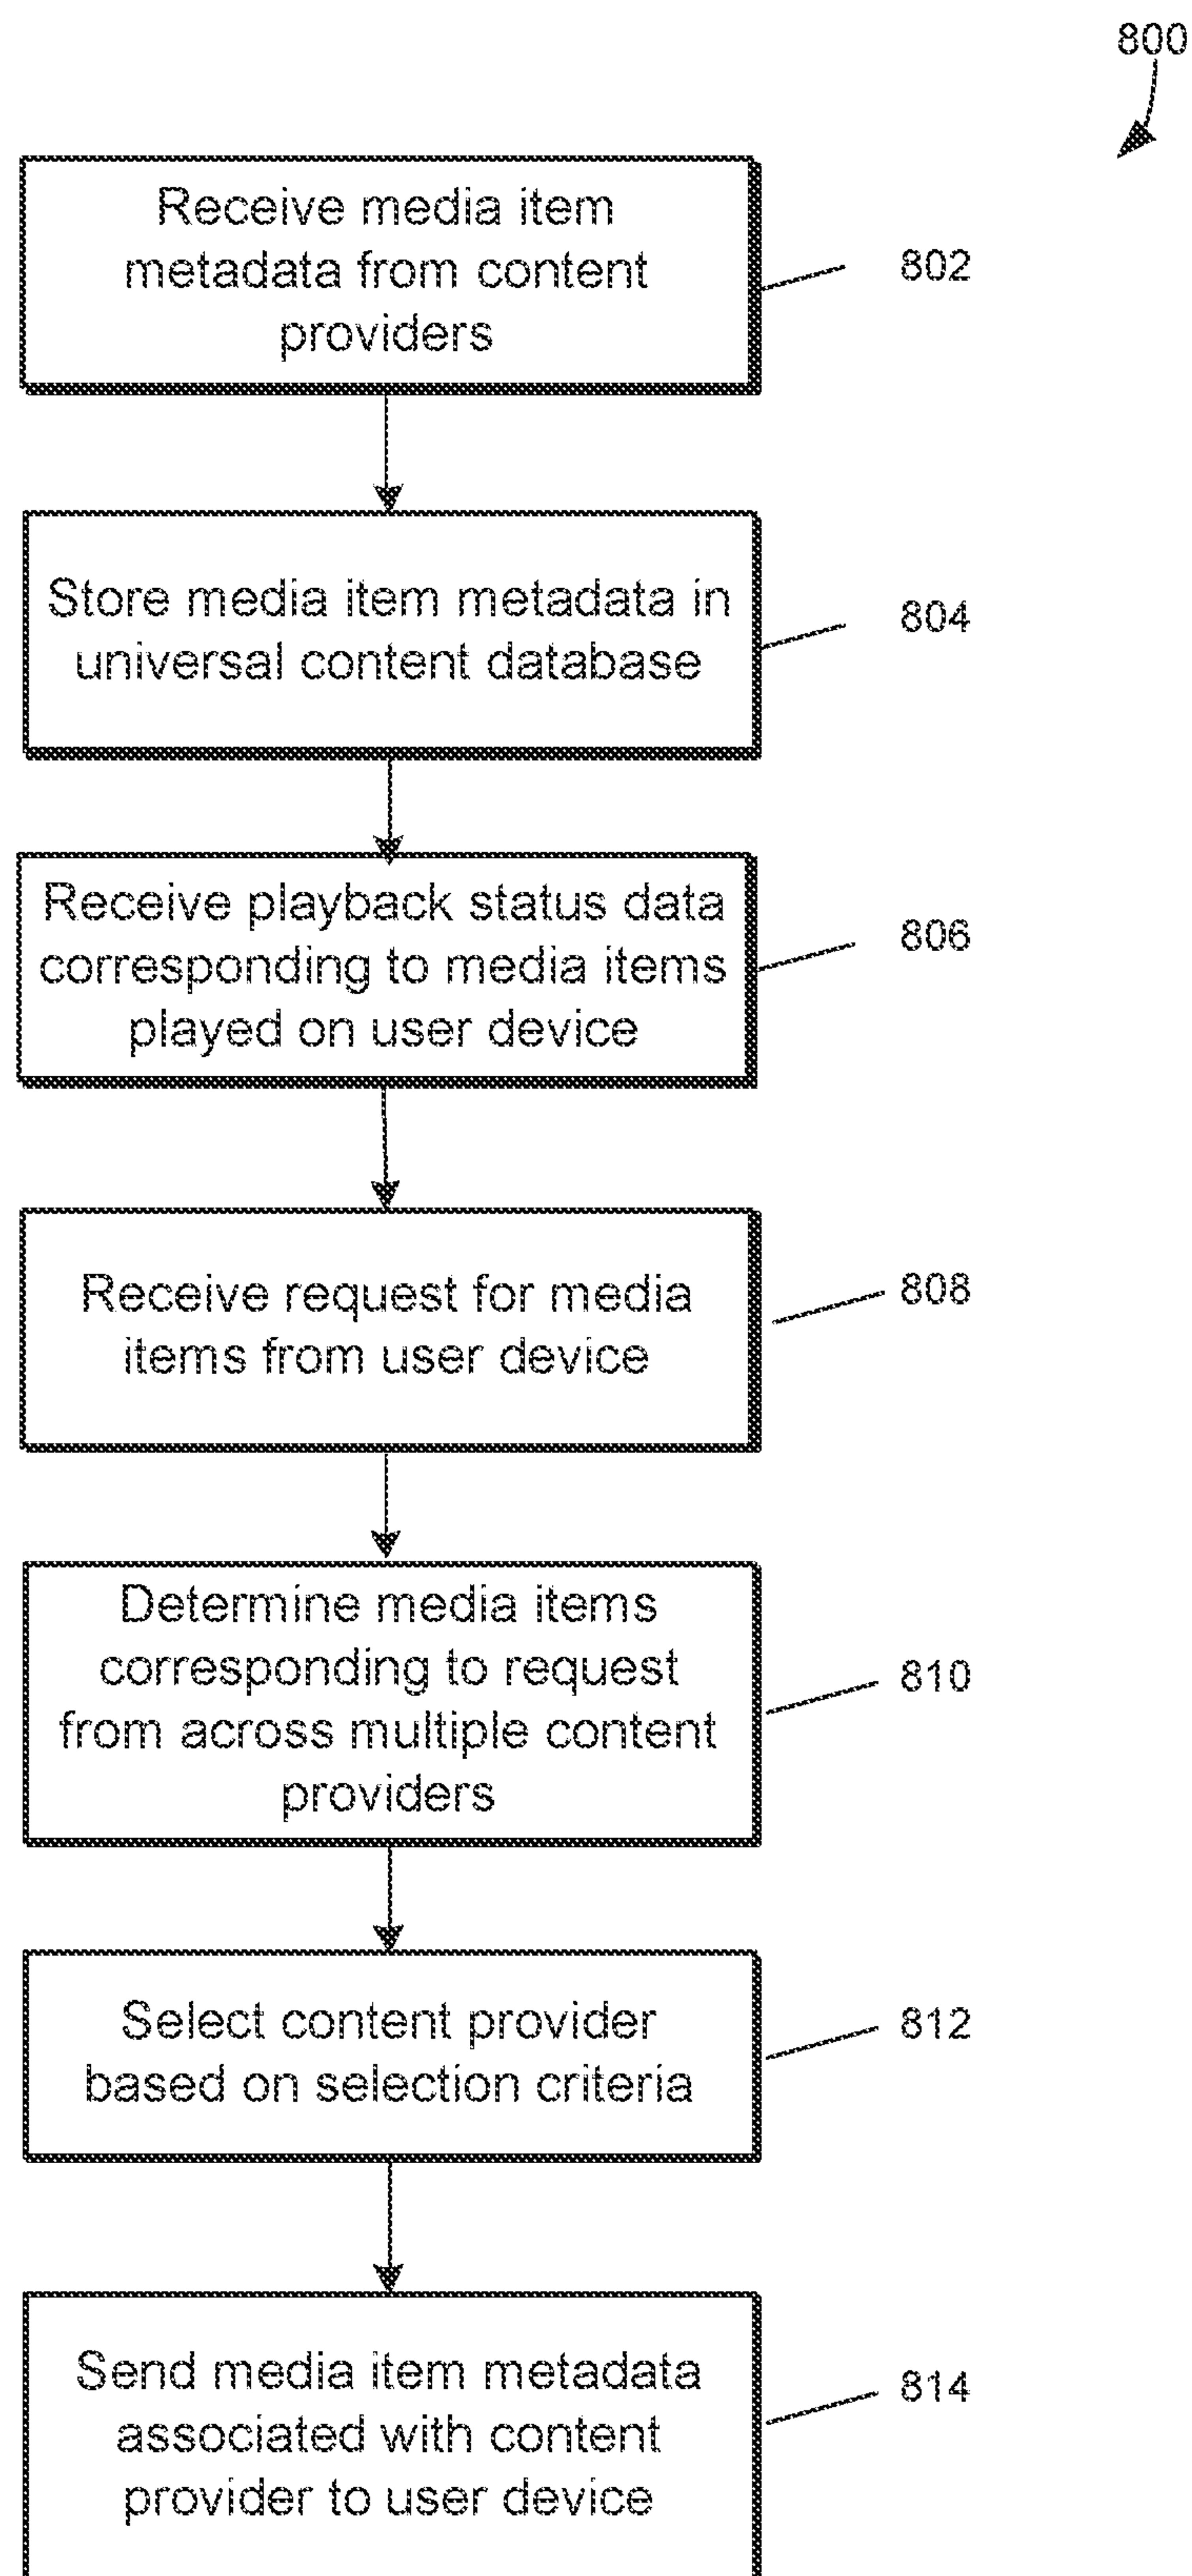 800
Receive media item
metadata from content
providers
802
Store media item metadata in
universal content database
804
Receive playback status data
corresponding to media items
played on user device
806
Receive request for media
items from user device
808
Determine media items
corresponding to request
from across multiple content
providers
810
Select content provider
based on selection criteria
812
Send media item metadata
associated with content
provider to user device
814